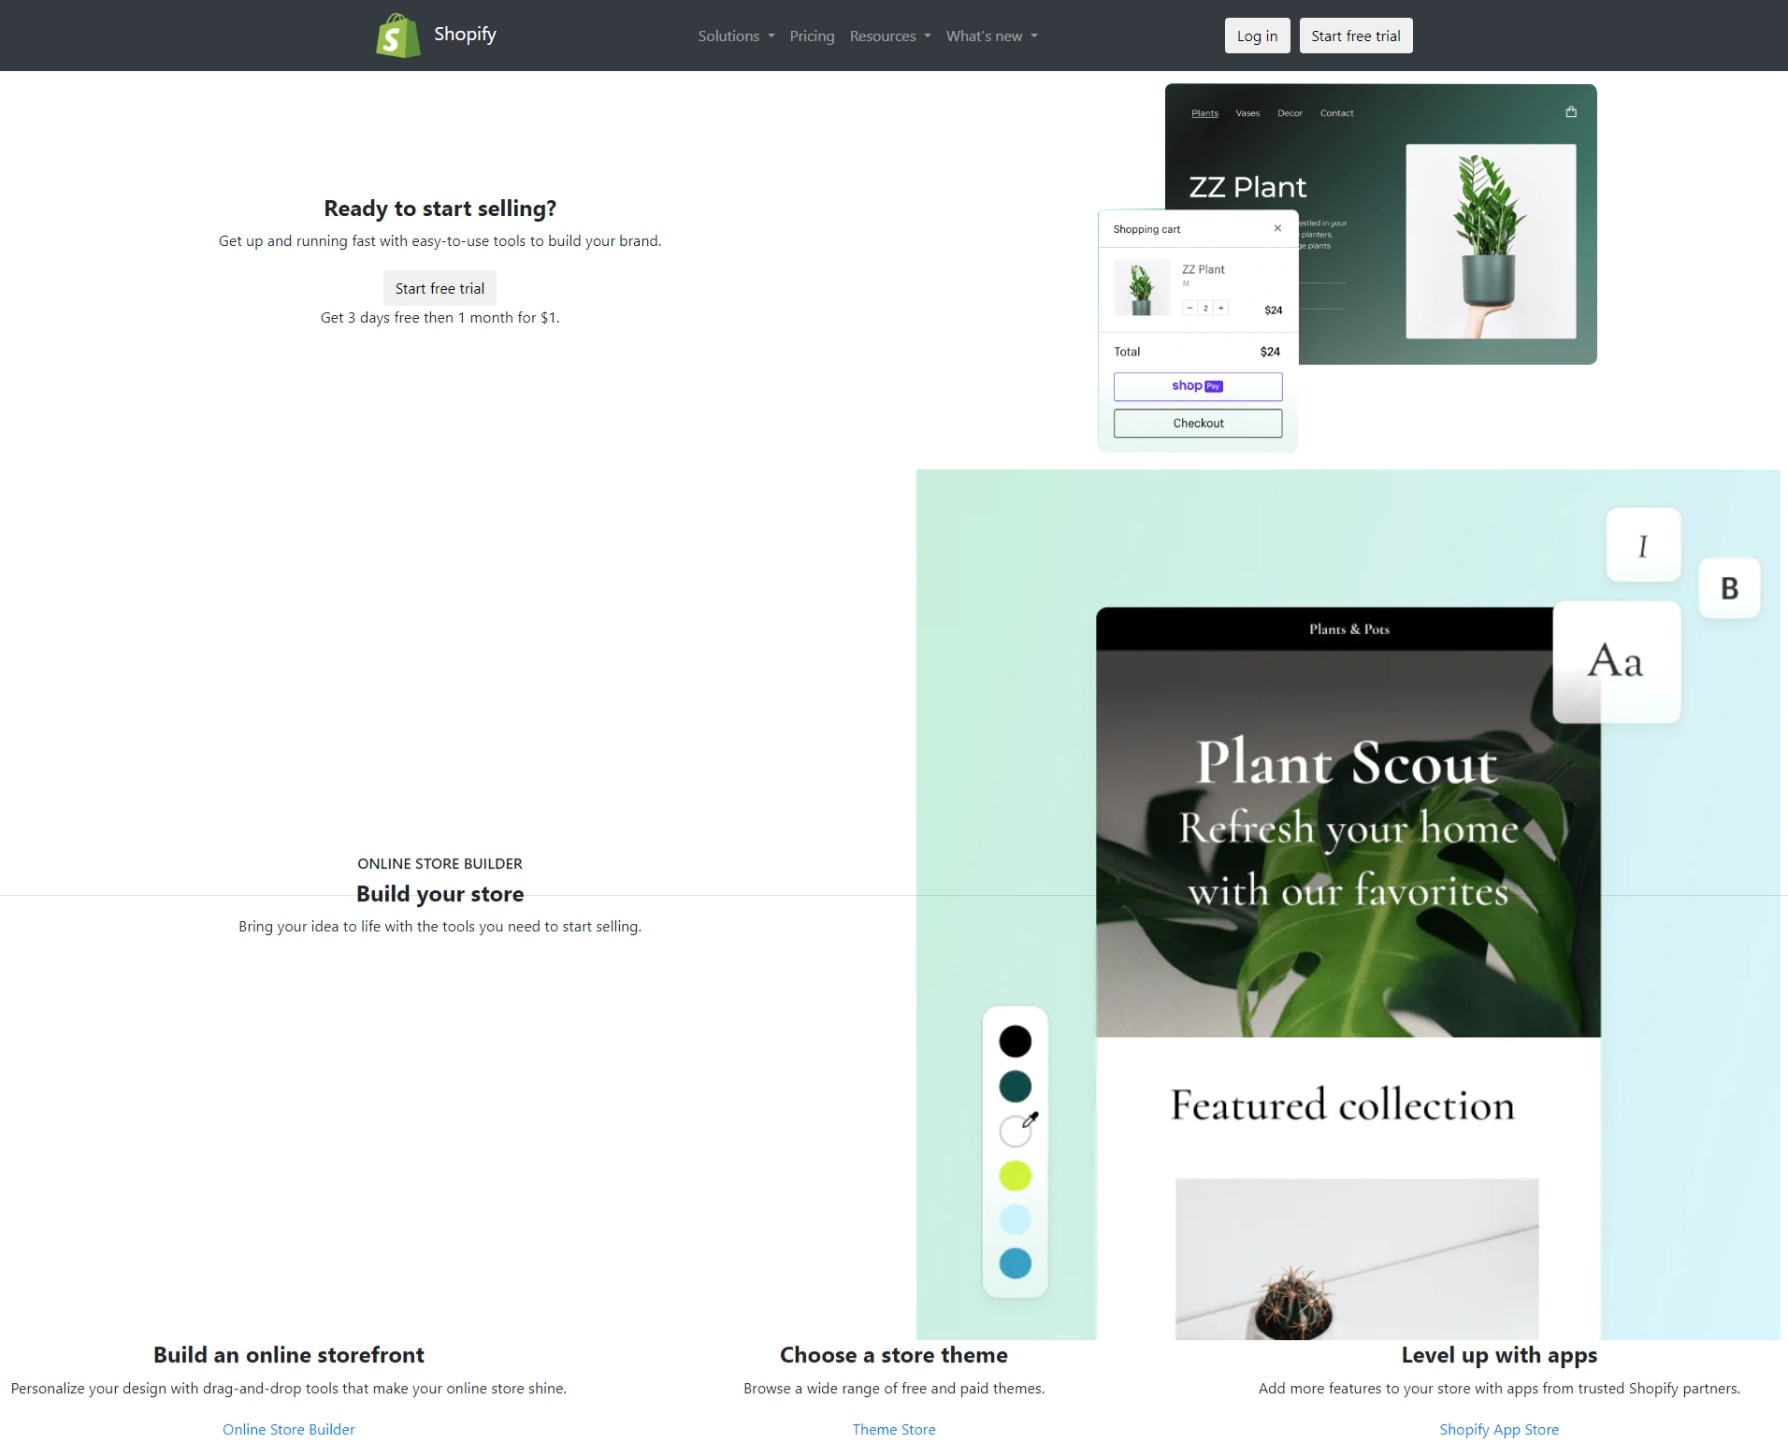 Shopify
Solutions
Pricing
Resources
What's new
Log in
Start free trial
Ready to start selling?
Get up and running fast with easy-to-use tools to build your brand.
Start free trial
Get 3 days free then 1 month for $1.
Plants Vases Decor Contact
ZZ Plant
estled in your
planters,
ge plants
Shopping cart
ZZ Plant
M
2
$24
Total $24
shop Pay
Checkout
I
B
Aa
Plants & Pots
Plant Scout
Refresh your home
with our favorites
Featured collection
ONLINE STORE BUILDER
Build your store
Bring your idea to life with the tools you need to start selling.
Build an online storefront
Personalize your design with drag-and-drop tools that make your online store shine.
Online Store Builder
Choose a store theme
Browse a wide range of free and paid themes.
Theme Store
Level up with apps
Add more features to your store with apps from trusted Shopify partners.
Shopify App Store